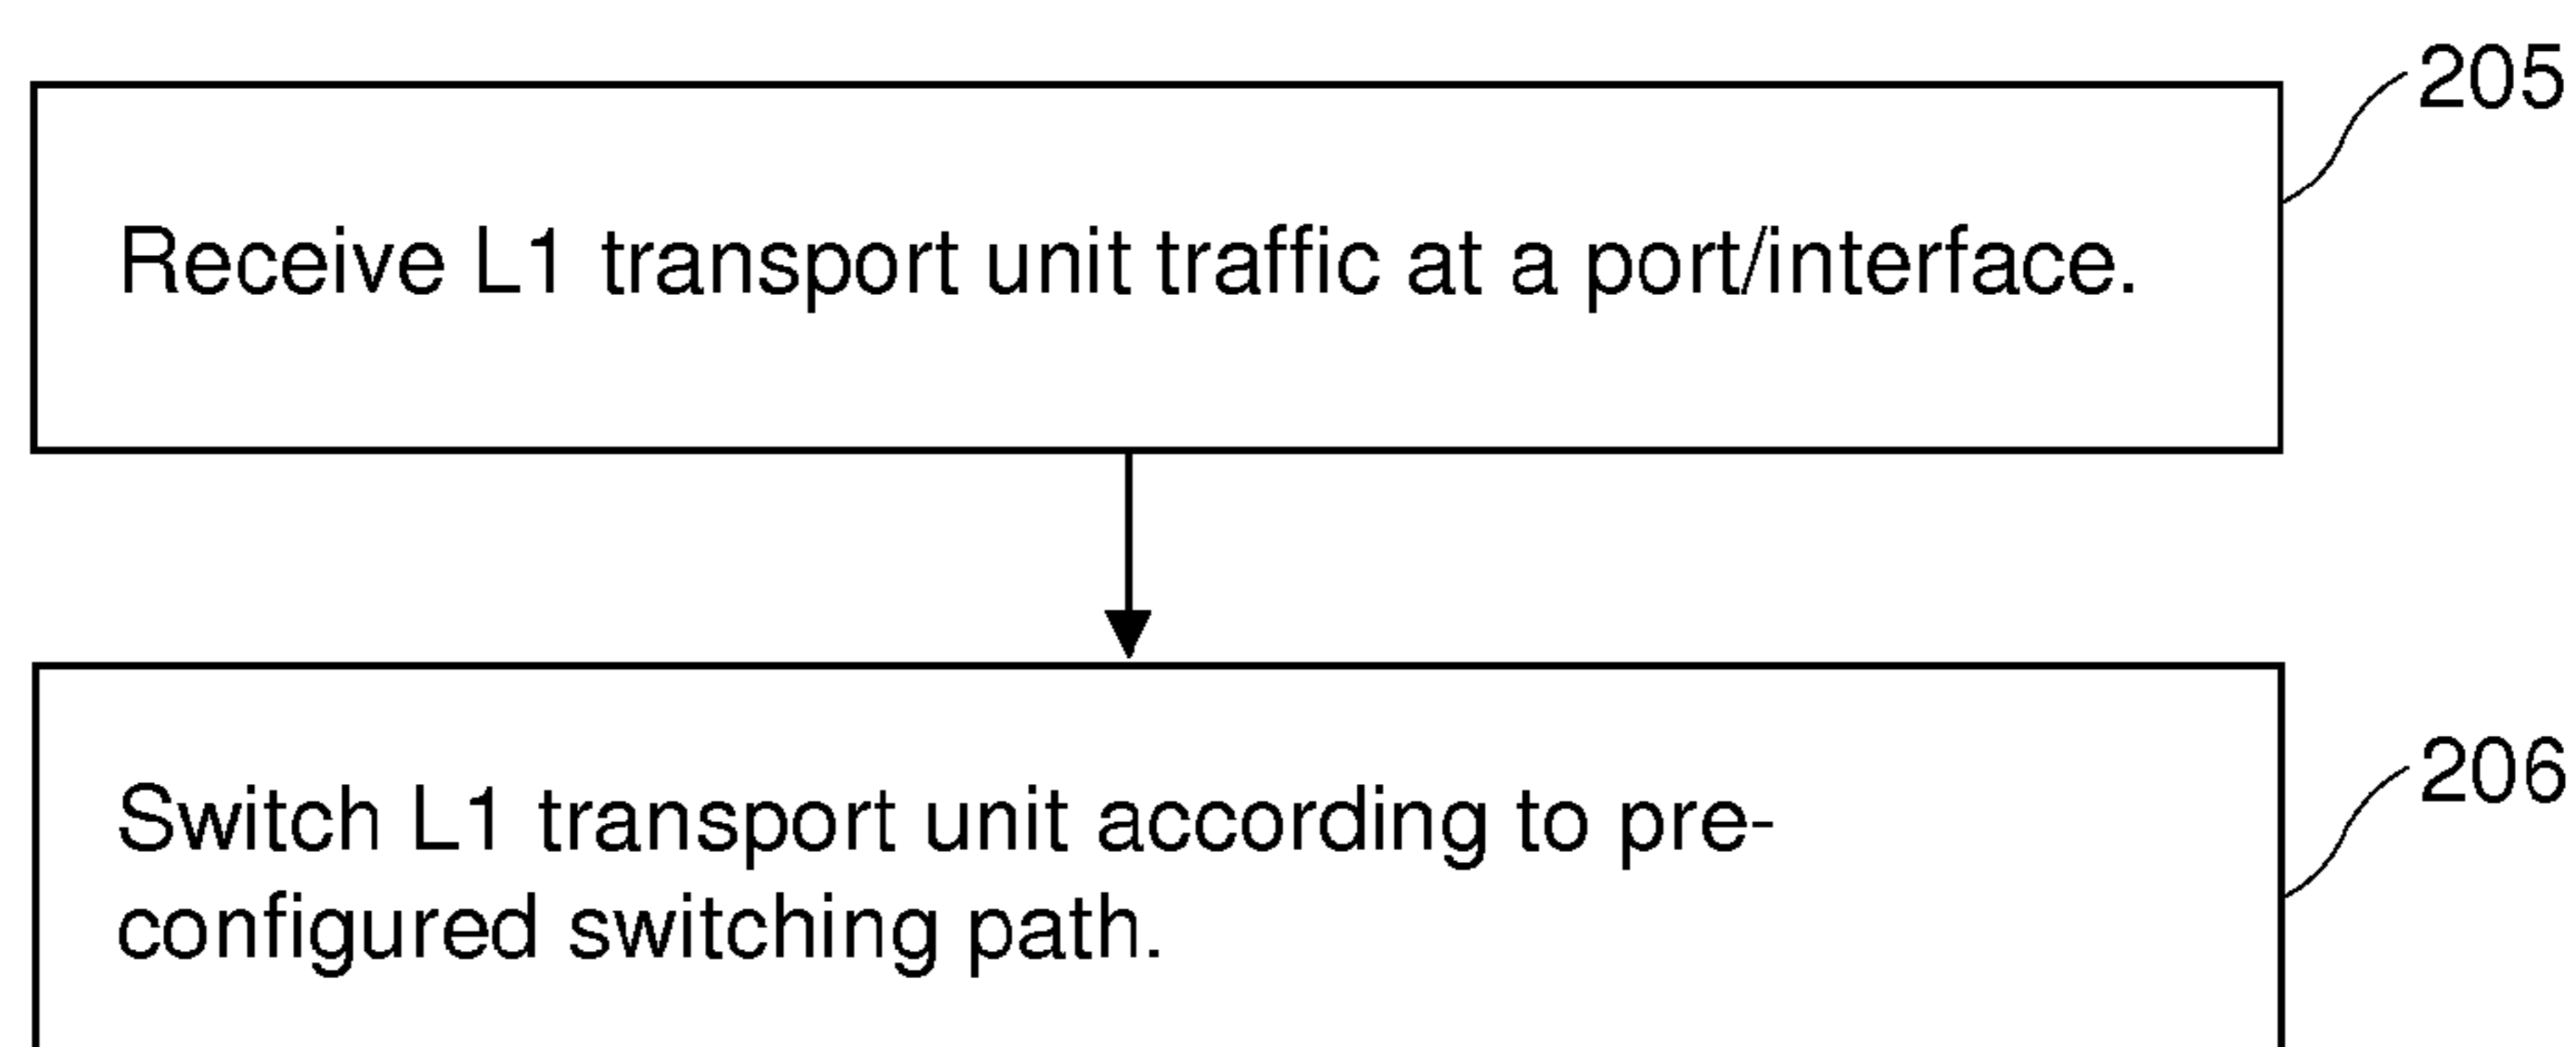 205
Receive L1 transport unit traffic at a port/interface.
206
Switch L1 transport unit according to pre-
configured switching path.